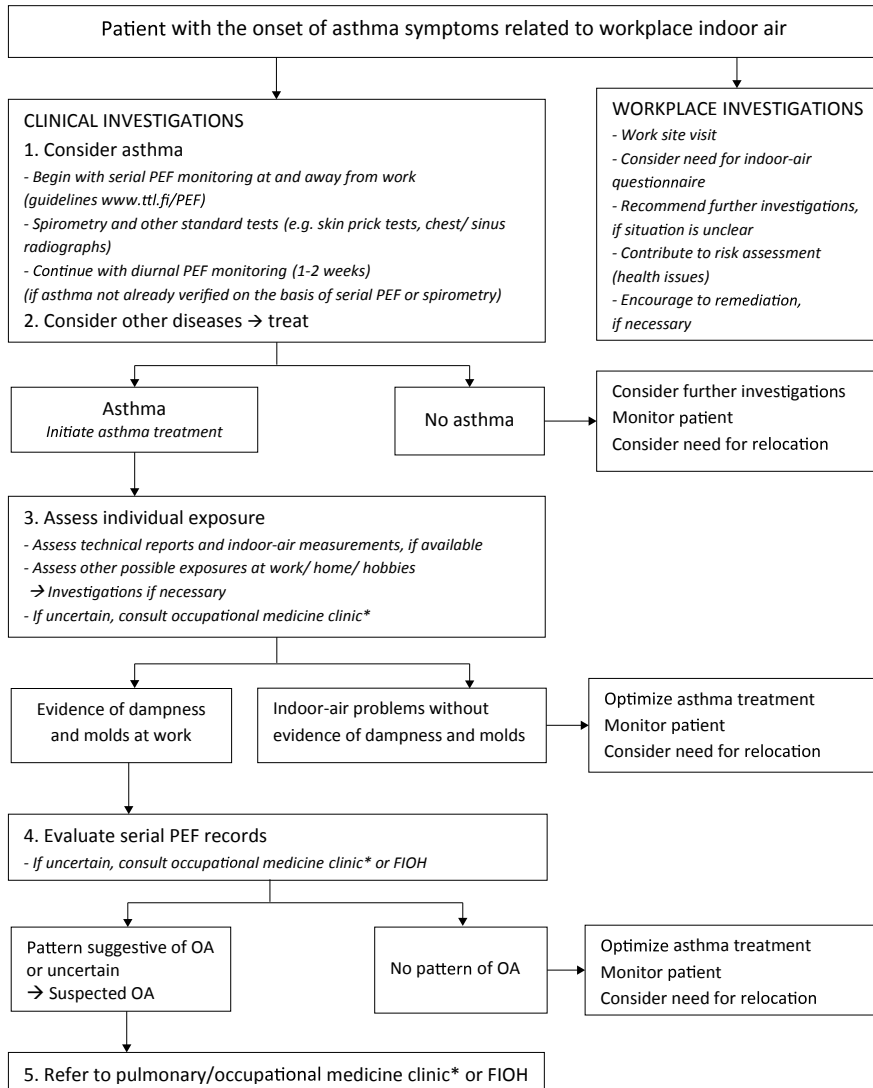 Patient with the onset of asthma symptoms related to workplace indoor air
CLINICAL INVESTIGATIONS
1. Consider asthma
- Begin with serial PEF monitoring at and away from work
(guidelines www.ttl.fi/PEF)
- Spirometry and other standard tests (e.g. skin prick tests, chest/ sinus
radiographs)
- Continue with diurnal PEF monitoring (1-2 weeks)
(if asthma not already verified on the basis of serial PEF or spirometry)
2. Consider other diseases → treat
WORKPLACE INVESTIGATIONS
- Work site visit
- Consider need for indoor-air
questionnaire
- Recommend further investigations,
if situation is unclear
- Contribute to risk assessment
(health issues)
- Encourage to remediation,
if necessary
Asthma
Initiate asthma treatment
No asthma
Consider further investigations
Monitor patient
Consider need for relocation
3. Assess individual exposure
- Assess technical reports and indoor-air measurements, if available
- Assess other possible exposures at work/ home/ hobbies
→ Investigations if necessary
- If uncertain, consult occupational medicine clinic*
Evidence of dampness
and molds at work
Indoor-air problems without
evidence of dampness and molds
Optimize asthma treatment
Monitor patient
Consider need for relocation
4. Evaluate serial PEF records
- If uncertain, consult occupational medicine clinic* or FIOH
Pattern suggestive of OA
or uncertain
→ Suspected OA
No pattern of OA
Optimize asthma treatment
Monitor patient
Consider need for relocation
5. Refer to pulmonary/occupational medicine clinic* or FIOH